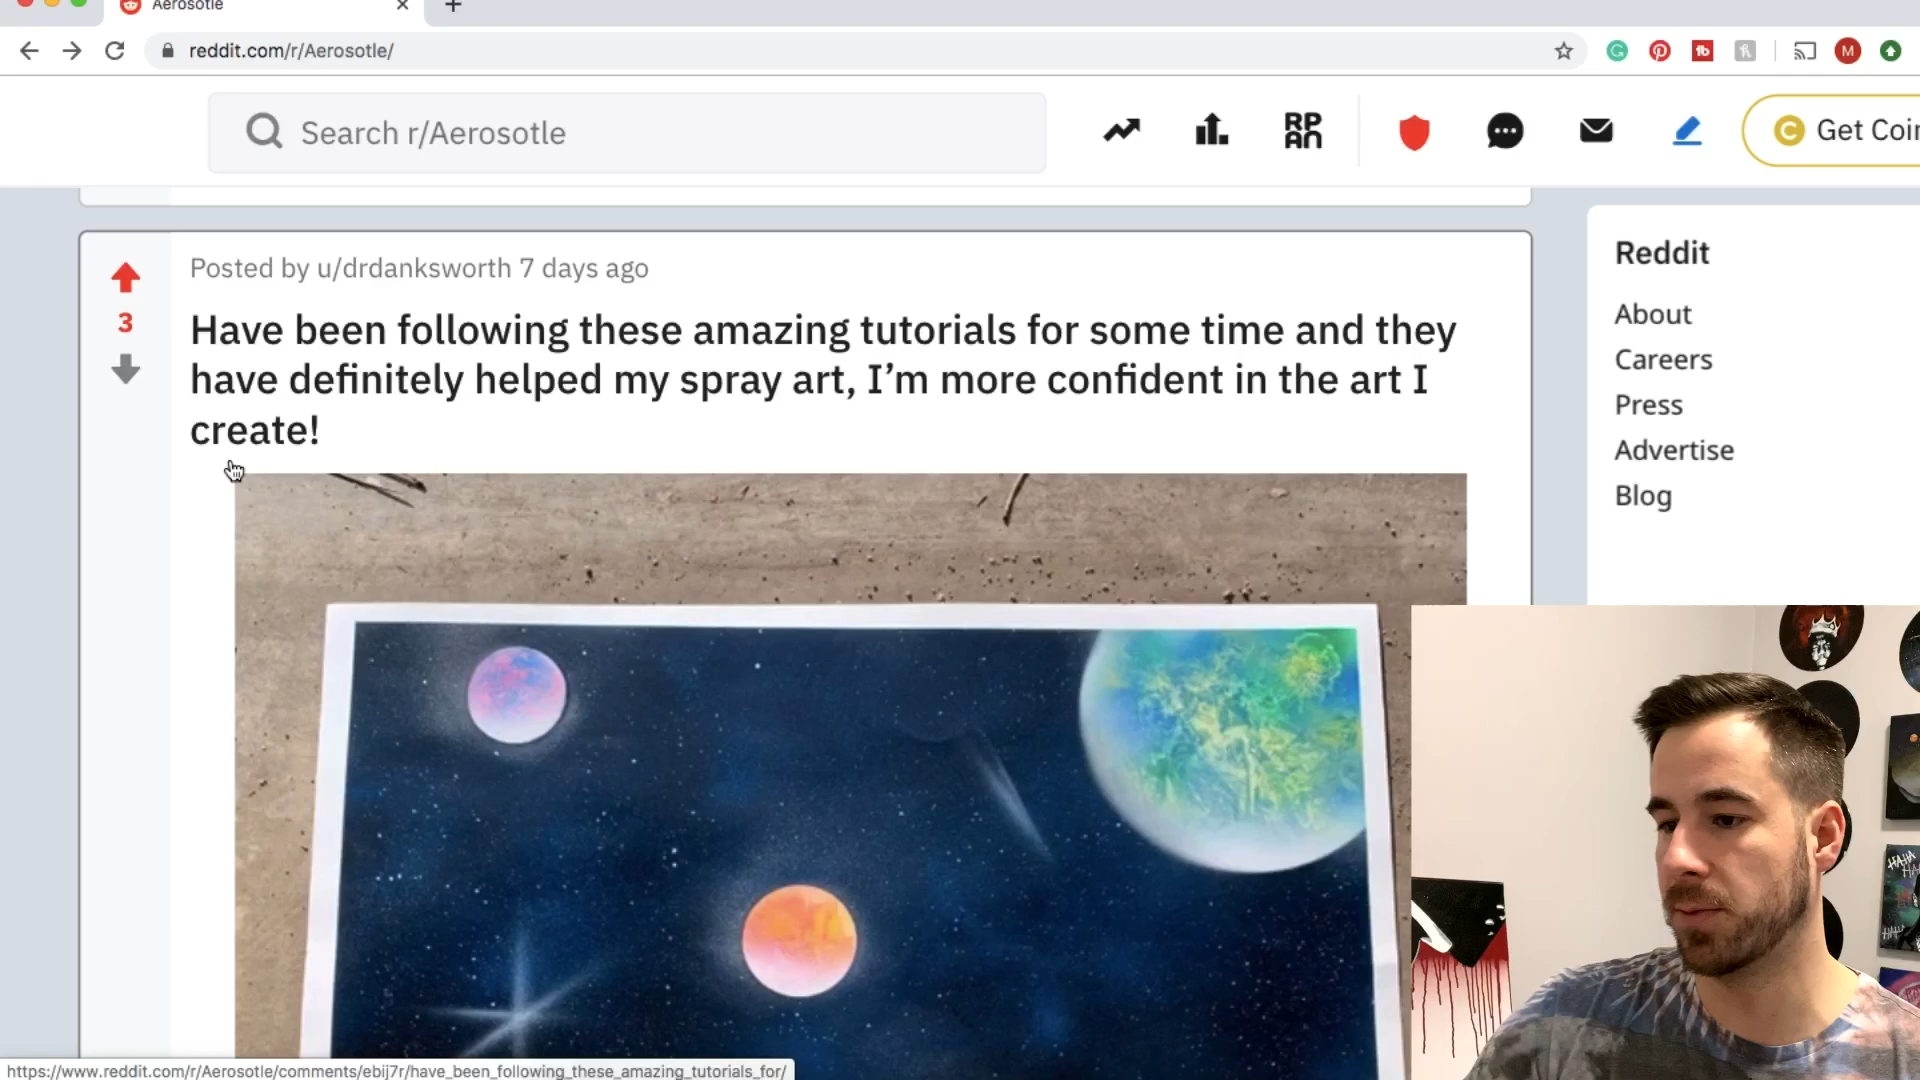 Aerosotle
reddit.com/r/Aerosotle/
M
Search r/Aerosotle
RP
an
C Get Coi
Posted by u/drdanksworth 7 days ago
3
Have been following these amazing tutorials for some time and they
have definitely helped my spray art, I’m more confident in the art I
create!
Reddit
About
Careers
Press
Advertise
Blog
https://www.reddit.com/r/Aerosotle/comments/ebij7r/have_been_following_these_amazing_tutorials_for/